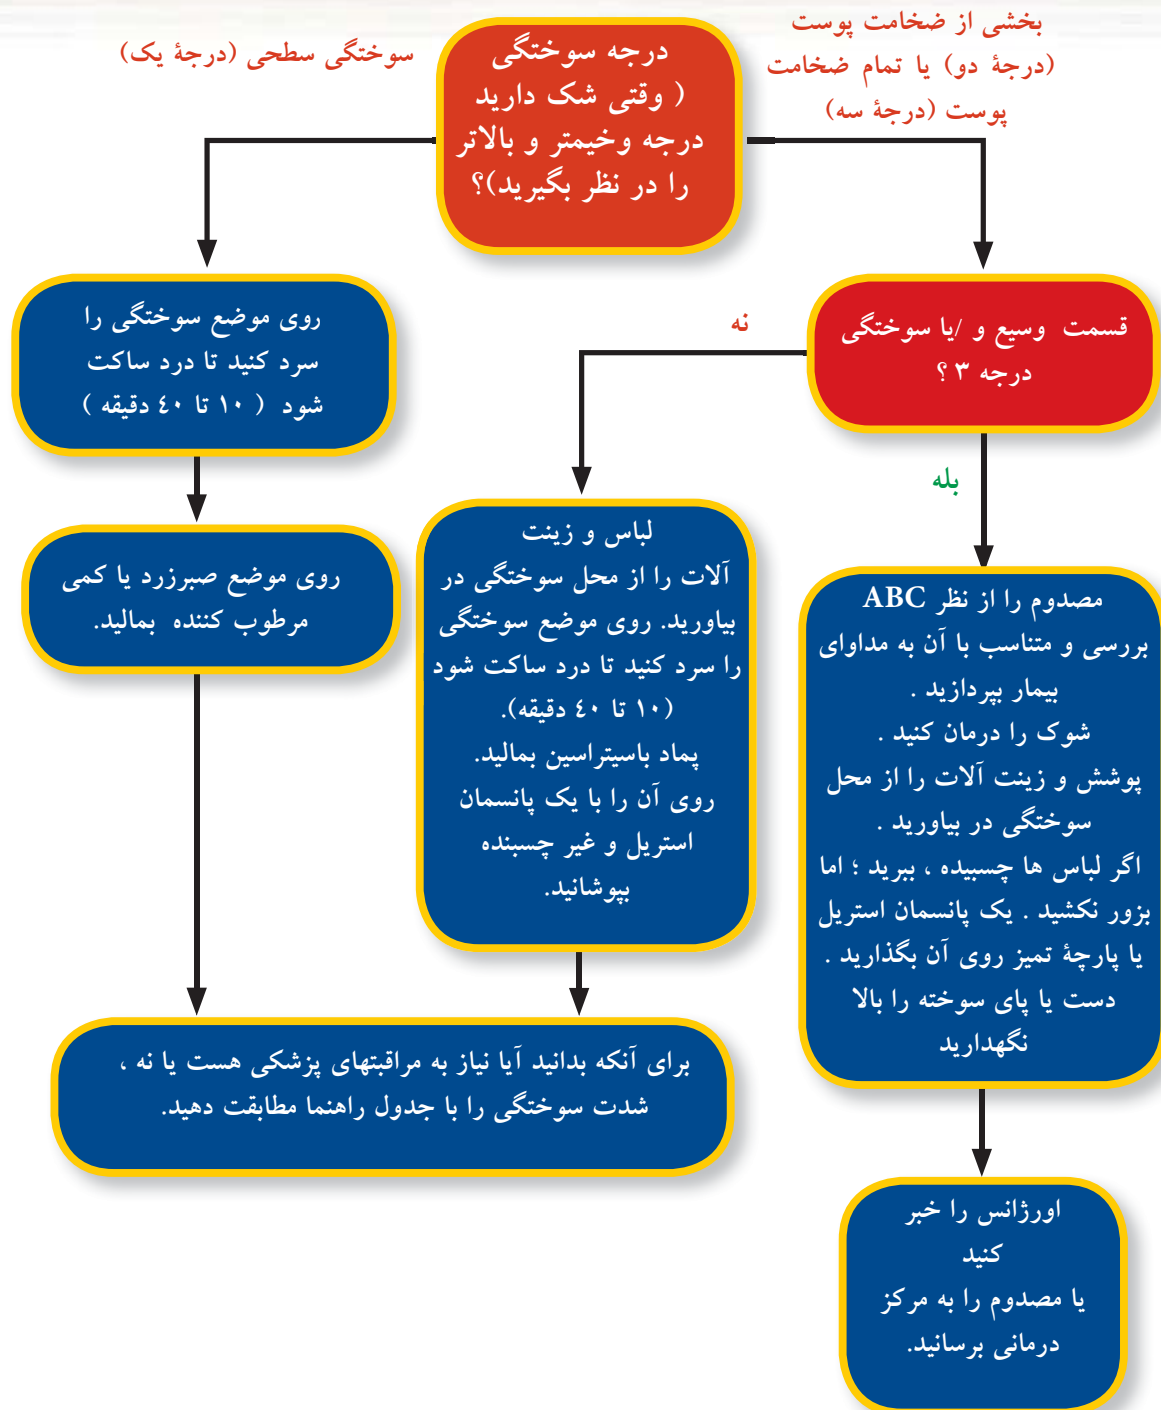 درجه سوختگی
( وقتی شک دارید
درجه وخیمتر و بالاتر
را در نظر بگیرید)؟
بخشی از ضخامت پوست
(درجهٔ دو) یا تمام ضخامت
پوست (درجهٔ سه)
سوختگی سطحی (درجهٔ یک)
قسمت وسیع و /یا سوختگی
درجه ۳ ؟
نه
بله
روی موضع سوختگی را
سرد کنید تا درد ساکت
شود ( ۱۰ تا ٤۰ دقیقه )
روی موضع صبرزرد یا کمی
مرطوب کننده بمالید.
لباس و زینت
آلات را از محل سوختگی در
بیاورید. روی موضع سوختگی
را سرد کنید تا درد ساکت شود
(۱۰ تا ٤۰ دقیقه).
پماد باسیتراسین بمالید.
روی آن را با یک پانسمان
استریل و غیر چسبنده
بپوشانید.
مصدوم را از نظر ABC
بررسی و متناسب با آن به مداوای
بیمار بپردازید .
شوک را درمان کنید .
پوشش و زینت آلات را از محل
سوختگی در بیاورید .
اگر لباس ها چسبیده ، ببرید ؛ اما
بزور نکشید . یک پانسمان استریل
یا پارچهٔ تمیز روی آن بگذارید .
دست یا پای سوخته را بالا
نگهدارید
برای آنکه بدانید آیا نیاز به مراقبتهای پزشکی هست یا نه ،
شدت سوختگی را با جدول راهنما مطابقت دهید.
اورژانس را خبر
کنید
یا مصدوم را به مرکز
درمانی برسانید.